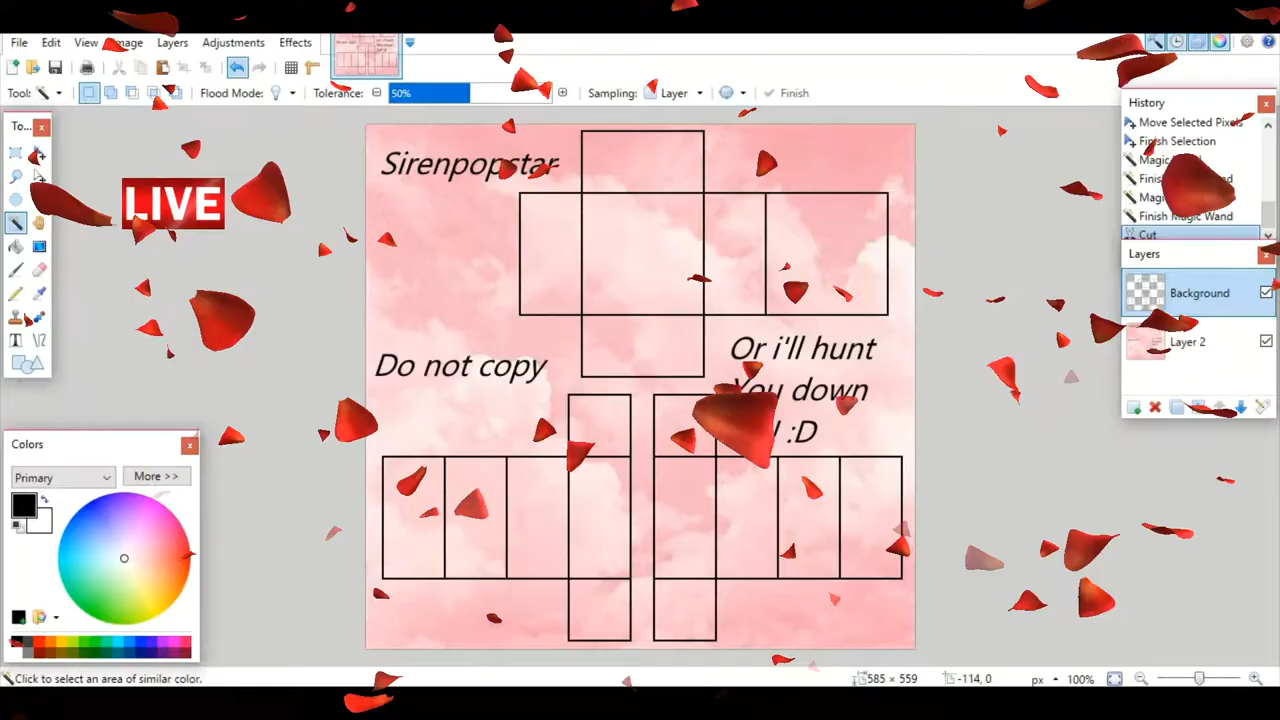 File Edit View Image Layers Adjustments Effects
Tool: Flood Mode: Tolerance: 50% Sampling: Layer Finish
To...
LIVE
Sirenpopstar
Do not copy
Or i'll hunt
You down
:D
History
Move Selected Pixels
Finish Selection
Finish Magic Wand
Cut
Layers
Background
Layer 2
Colors
Primary
More >>
Click to select an area of similar color.
585 × 559
-114, 0
px
100%